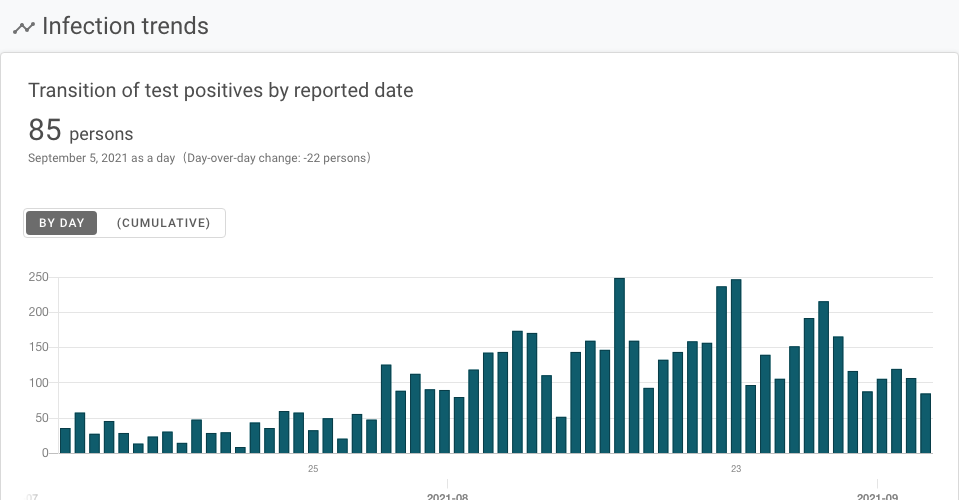 Infection trends
Transition of test positives by reported date
85 persons
September 5, 2021 as a day (Day-over-day change: -22 persons)
BY DAY (CUMULATIVE)
250
200
150
100
50
0
25 23
07 2021-08 2021-09